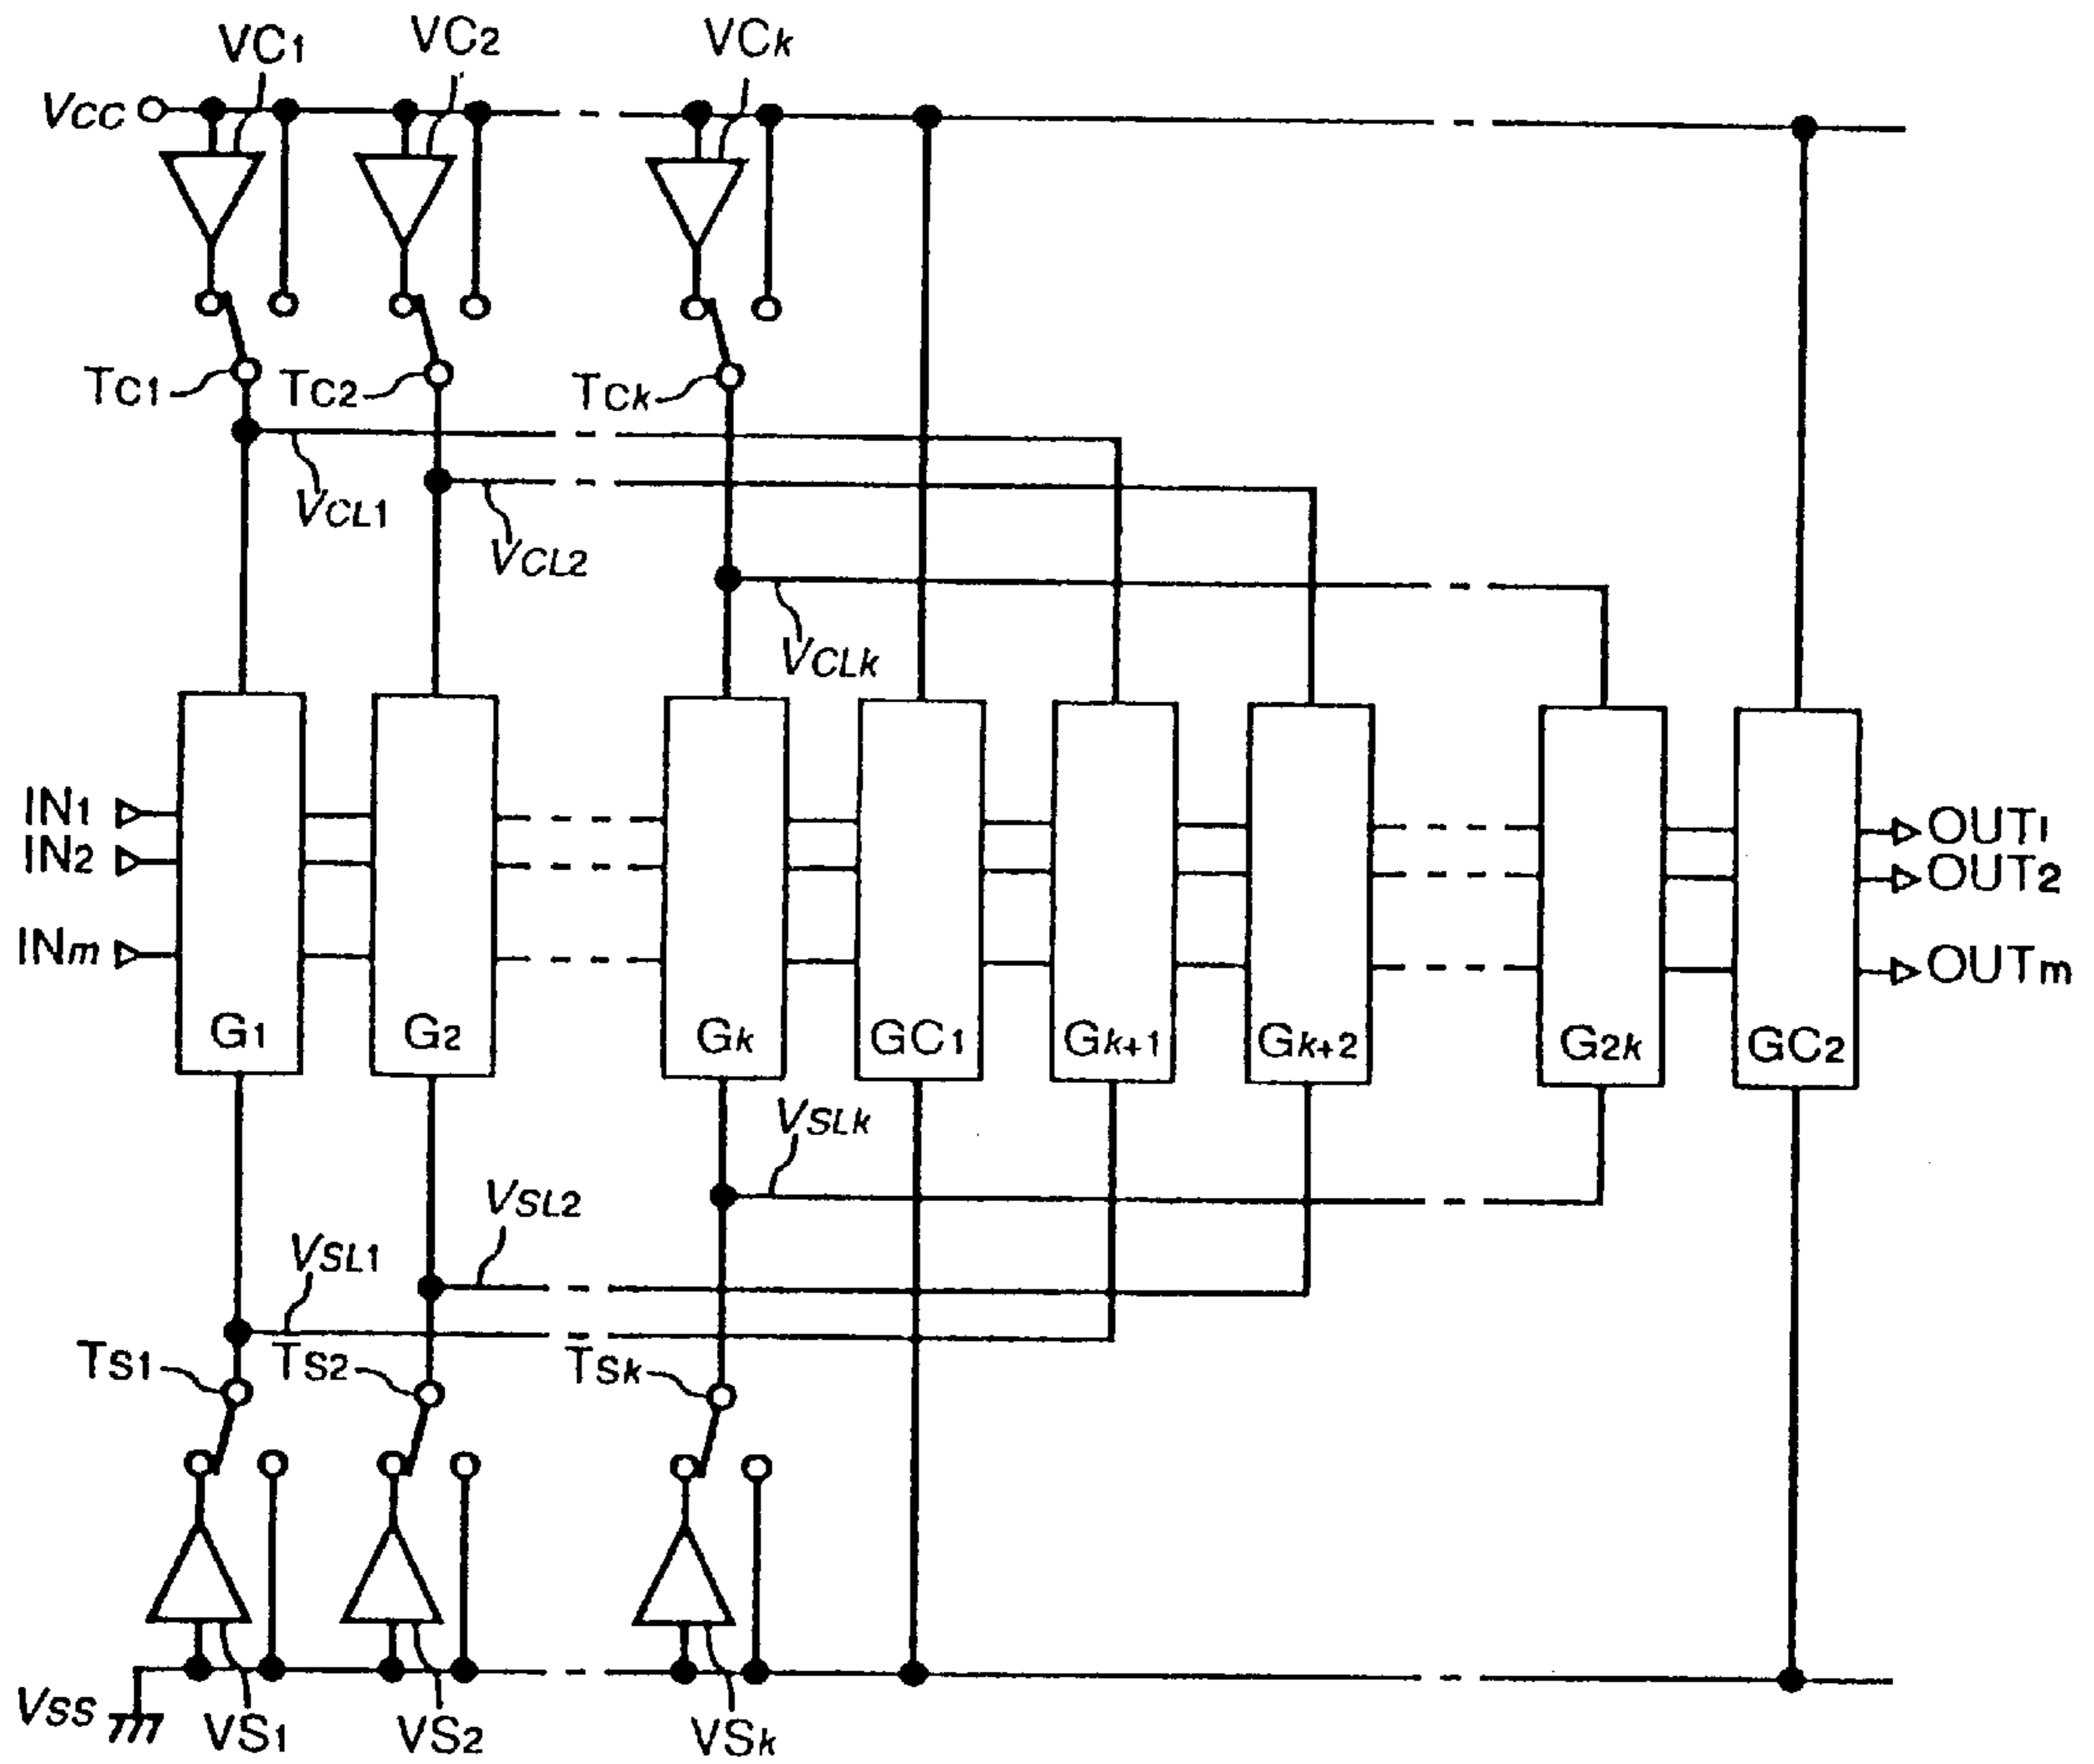 VC1 VC2 VCk
VCC
TC1 TC2 TCk
VCL1
VCL2
VCLk
IN1 OUT1
IN2 OUT2
INm OUTm
G1 G2 Gk GC1 Gk+1 Gk+2 G2k GC2
VSLk
VSL2
VSL1
TS1 TS2 TSk
VSS
VS1 VS2 VSk